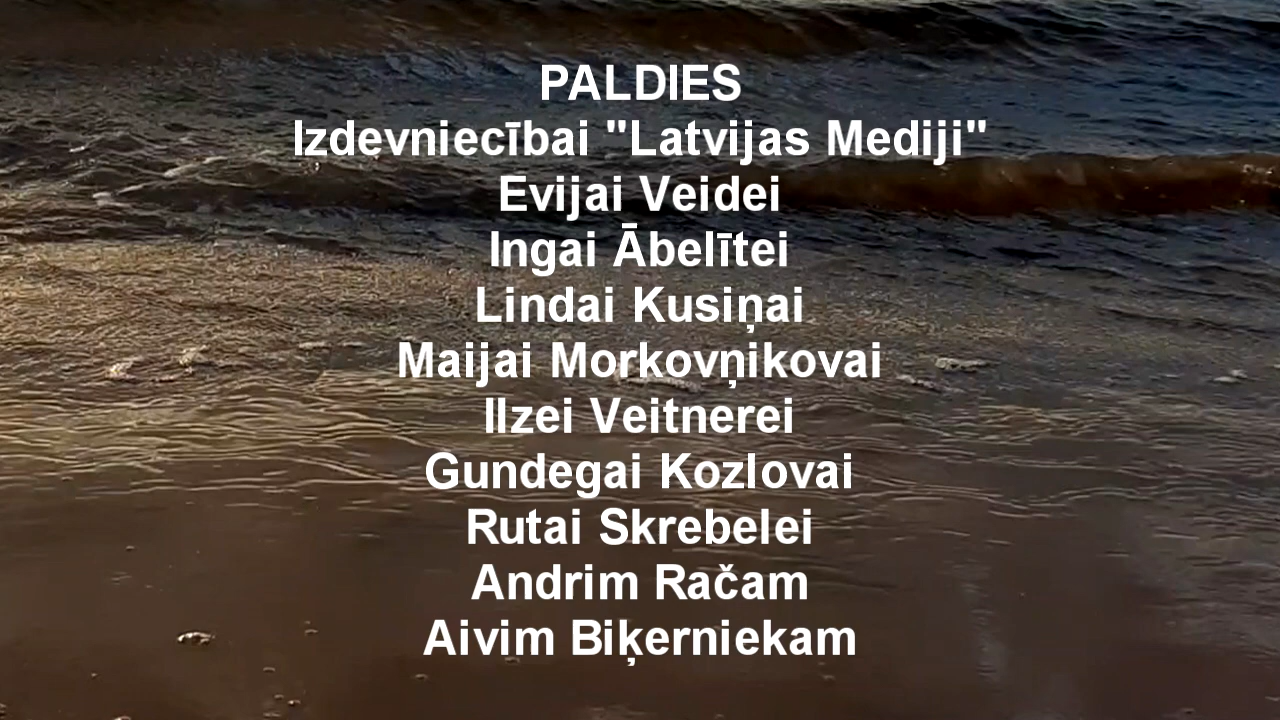 PALDIES
Izdevniecībai "Latvijas Mediji"
Evijai Veidei
Ingai Ābelītei
Lindai Kusiņai
Maijai Morkovņikovai
Ilzei Veitnerei
Gundegai Kozlovai
Rutai Skrebelei
Andrim Račam
Aivim Biķerniekam